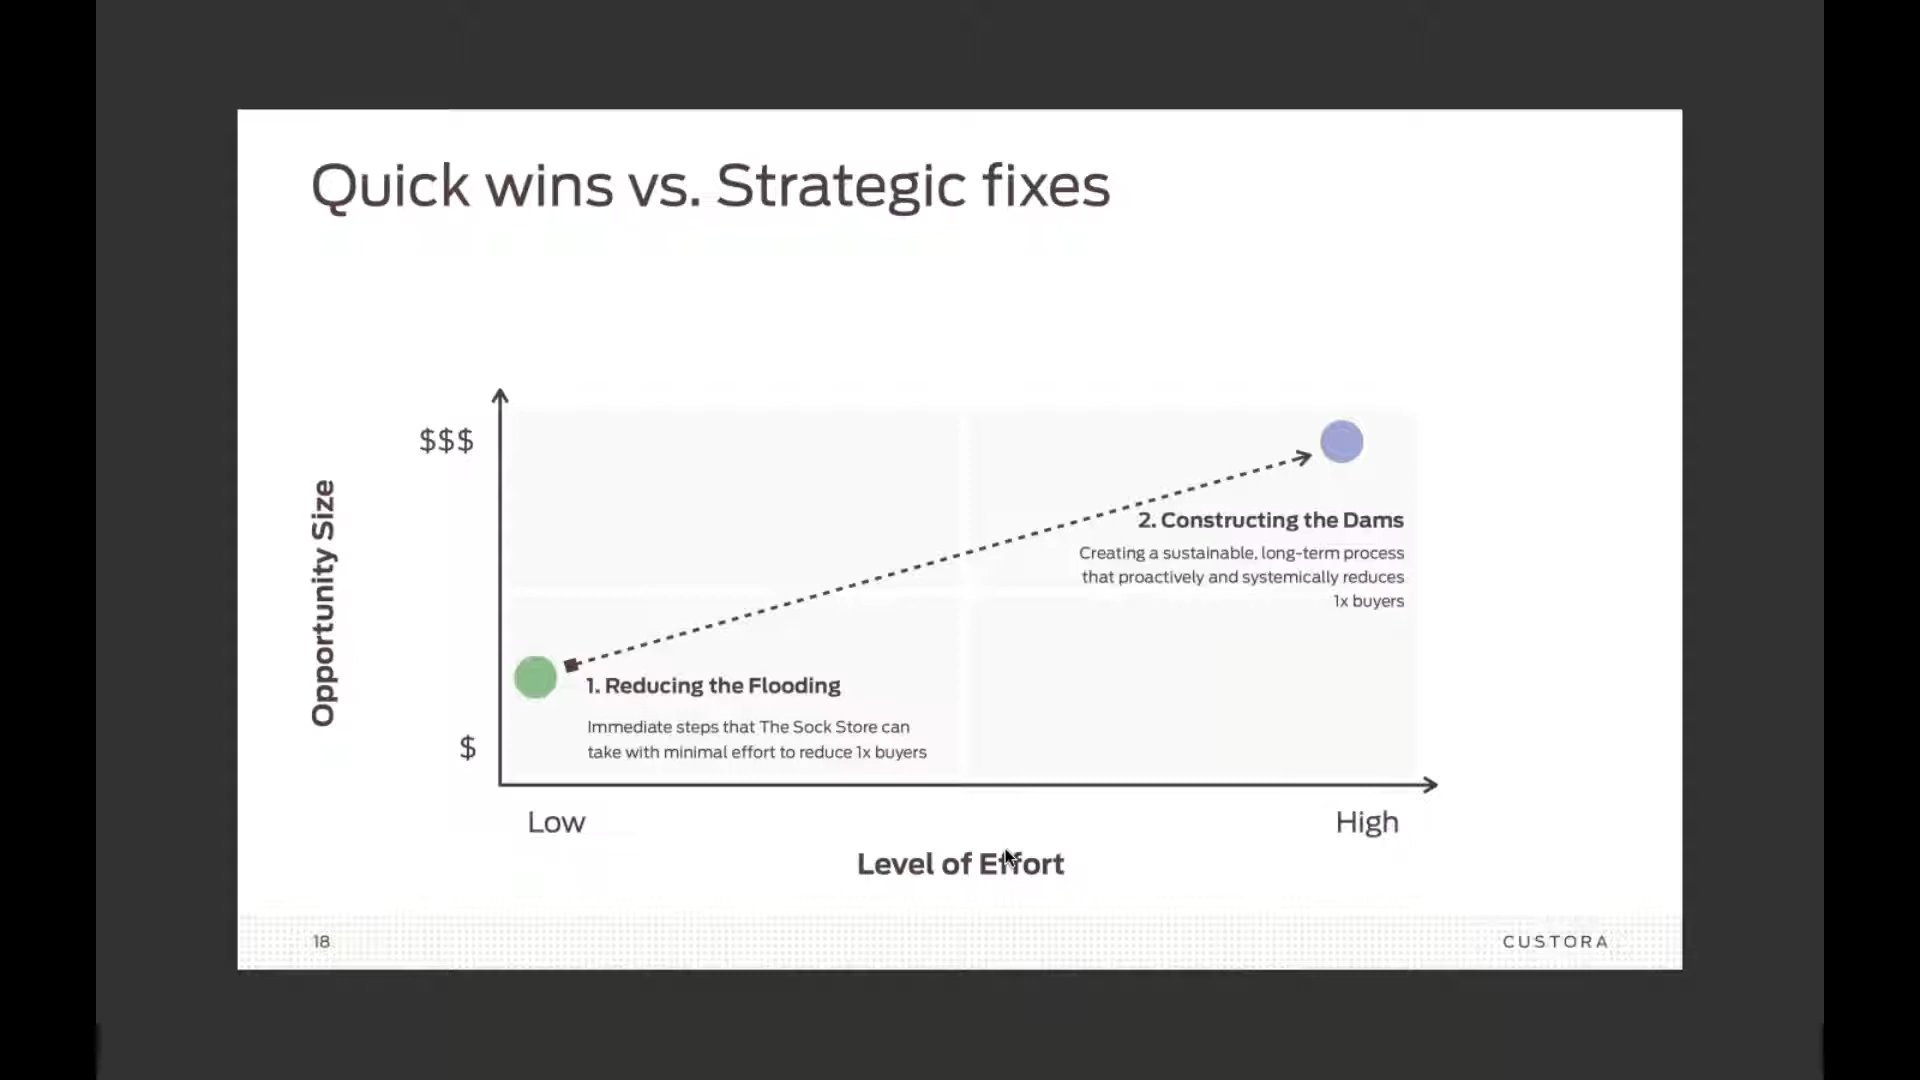 Quick wins vs. Strategic fixes
$$$
Opportunity Size
2. Constructing the Dams
Creating a sustainable, long-term process
that proactively and systemically reduces
1x buyers
1. Reducing the Flooding
Immediate steps that The Sock Store can
take with minimal effort to reduce 1x buyers
$
Low
High
Level of Effort
18
CUSTORA